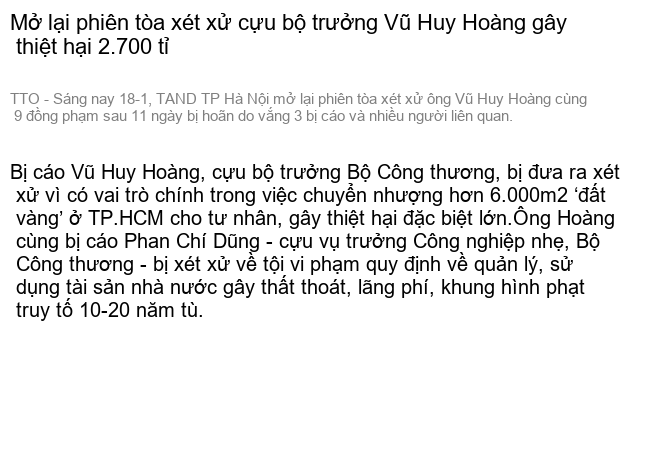 Mở lại phiên tòa xét xử cựu bộ trưởng Vũ Huy Hoàng gây
thiệt hại 2.700 tỉ
TTO - Sáng nay 18-1, TAND TP Hà Nội mở lại phiên tòa xét xử ông Vũ Huy Hoàng cùng
9 đồng phạm sau 11 ngày bị hoãn do vắng 3 bị cáo và nhiều người liên quan.
Bị cáo Vũ Huy Hoàng, cựu bộ trưởng Bộ Công thương, bị đưa ra xét
xử vì có vai trò chính trong việc chuyển nhượng hơn 6.000m2 ‘đất
vàng’ ở TP.HCM cho tư nhân, gây thiệt hại đặc biệt lớn.Ông Hoàng
cùng bị cáo Phan Chí Dũng - cựu vụ trưởng Công nghiệp nhẹ, Bộ
Công thương - bị xét xử về tội vi phạm quy định về quản lý, sử
dụng tài sản nhà nước gây thất thoát, lãng phí, khung hình phạt
truy tố 10-20 năm tù.